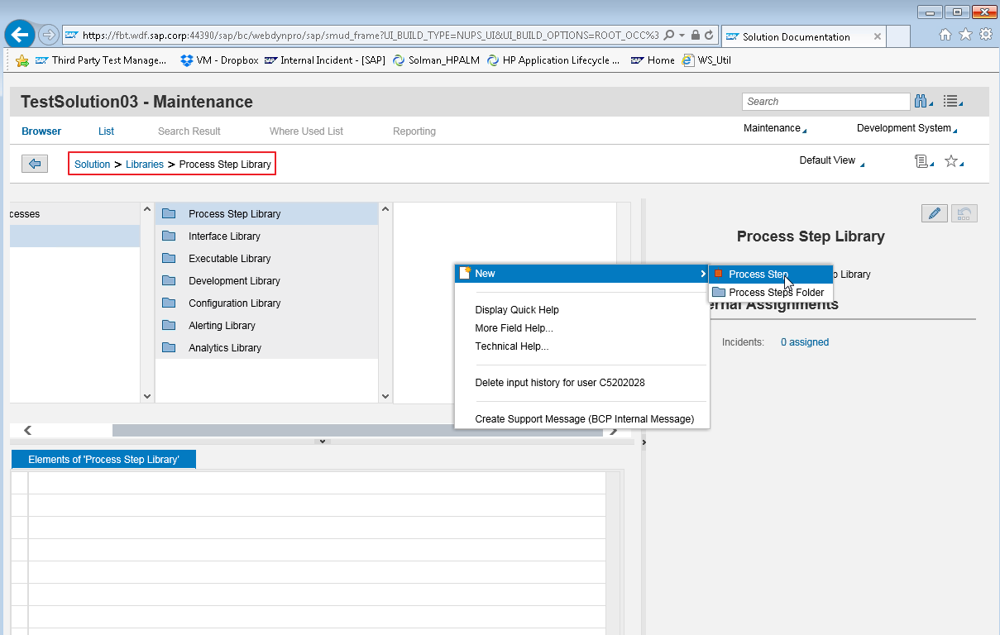 https://fbt.wdf.sap.corp:44390/sap/bc/webdynpro/sap/smud_frame?UI_BUILD_TYPE=NUPS_UI&UI_BUILD_OPTIONS=ROOT_OCC%3
SAP Solution Documentation
SAP Third Party Test Manage... VM - Dropbox SAP Internal Incident - [SAP] Solman_HPALM HP Application Lifecycle ... SAP Home WS_Util
TestSolution03 - Maintenance
Search
Browser List Search Result Where Used List Reporting Maintenance Development System
Solution > Libraries > Process Step Library
Default View
cesses
Process Step Library
Interface Library
Executable Library
Development Library
Configuration Library
Alerting Library
Analytics Library
New
Display Quick Help
More Field Help...
Technical Help...
Delete input history for user C5202028
Create Support Message (BCP Internal Message)
Process Step
Process Steps Folder
Process Step Library
p Library
ernal Assignments
Incidents: 0 assigned
Elements of 'Process Step Library'